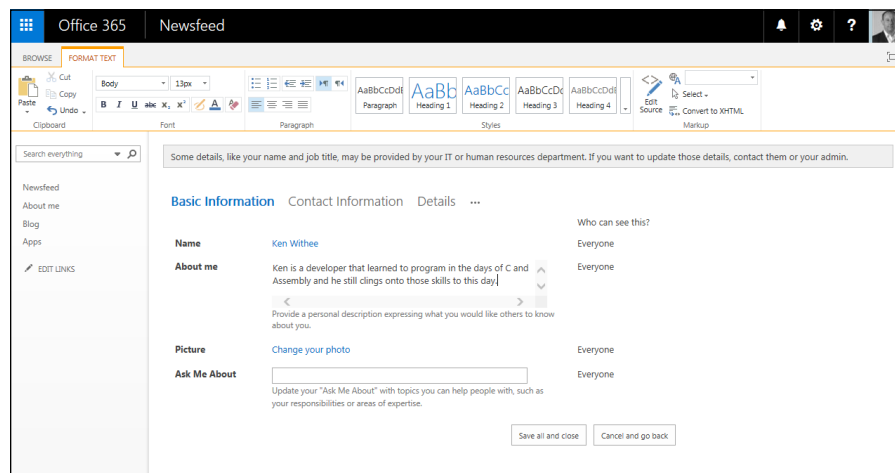 Office 365 Newsfeed ?
BROWSE FORMAT TEXT
Paste Cut Copy Undo
Clipboard
Body 13px
B I U abc x₂ x² A
Font
Paragraph
AaBbCcDdI Paragraph
AaBb Heading 1
AaBbCc Heading 2
AaBbCcDc Heading 3
AaBbCcDdI Heading 4
Styles
Edit Source Select Convert to XHTML
Markup
Search everything
Some details, like your name and job title, may be provided by your IT or human resources department. If you want to update those details, contact them or your admin.
Newsfeed
About me
Blog
Apps
EDIT LINKS
Basic Information Contact Information Details ...
Who can see this?
Name Ken Withee Everyone
About me Ken is a developer that learned to program in the days of C and Everyone
Assembly and he still clings onto those skills to this day.
Provide a personal description expressing what you would like others to know
about you.
Picture Change your photo Everyone
Ask Me About Everyone
Update your "Ask Me About" with topics you can help people with, such as
your responsibilities or areas of expertise.
Save all and close Cancel and go back